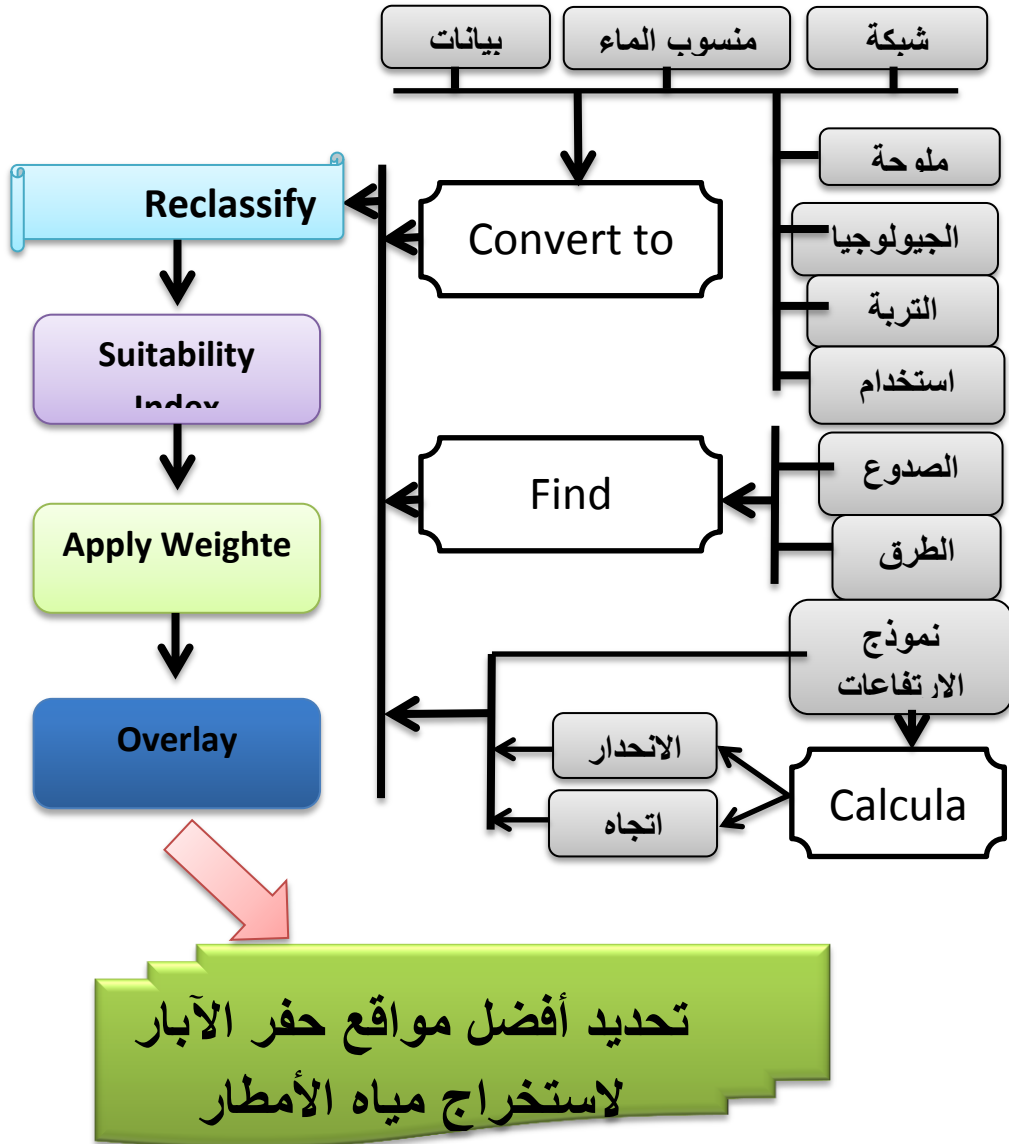 بيانات
منسوب الماء
شبكة
ملوحة
الجيولوجيا
التربة
استخدام
Convert to
Reclassify
Suitability
Index
Apply Weighte
Overlay
Find
الصدوع
الطرق
نموذج
الارتفاعات
الانحدار
اتجاه
Calcula
تحديد أفضل مواقع حفر الآبار
لاستخراج مياه الأمطار